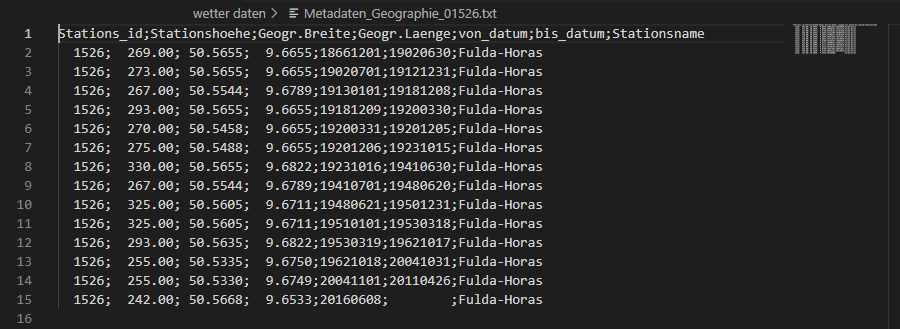 wetter daten > Metadaten_Geographie_01526.txt
1 Stations_id;Stationshoehe;Geogr.Breite;Geogr.Laenge;von_datum;bis_datum;Stationsname
2 1526; 269.00; 50.5655; 9.6655;18661201;19020630;Fulda-Horas
3 1526; 273.00; 50.5655; 9.6655;19020701;19121231;Fulda-Horas
4 1526; 267.00; 50.5544; 9.6789;19130101;19181208;Fulda-Horas
5 1526; 293.00; 50.5655; 9.6655;19181209;19200330;Fulda-Horas
6 1526; 270.00; 50.5458; 9.6655;19200331;19201205;Fulda-Horas
7 1526; 275.00; 50.5488; 9.6655;19201206;19231015;Fulda-Horas
8 1526; 330.00; 50.5655; 9.6822;19231016;19410630;Fulda-Horas
9 1526; 267.00; 50.5544; 9.6789;19410701;19480620;Fulda-Horas
10 1526; 325.00; 50.5605; 9.6711;19480621;19501231;Fulda-Horas
11 1526; 325.00; 50.5605; 9.6711;19510101;19530318;Fulda-Horas
12 1526; 293.00; 50.5635; 9.6822;19530319;19621017;Fulda-Horas
13 1526; 255.00; 50.5335; 9.6750;19621018;20041031;Fulda-Horas
14 1526; 255.00; 50.5330; 9.6749;20041101;20110426;Fulda-Horas
15 1526; 242.00; 50.5668; 9.6533;20160608; ;Fulda-Horas
16